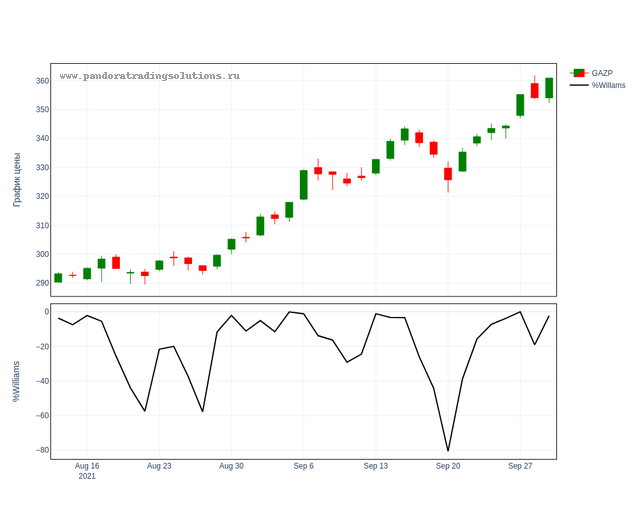 www.pandoratradingsolutions.ru
GAZP
%Willams
График цены
360
350
340
330
320
310
300
290
%Williams
0
−20
−40
−60
−80
Aug 16
2021
Aug 23
Aug 30
Sep 6
Sep 13
Sep 20
Sep 27